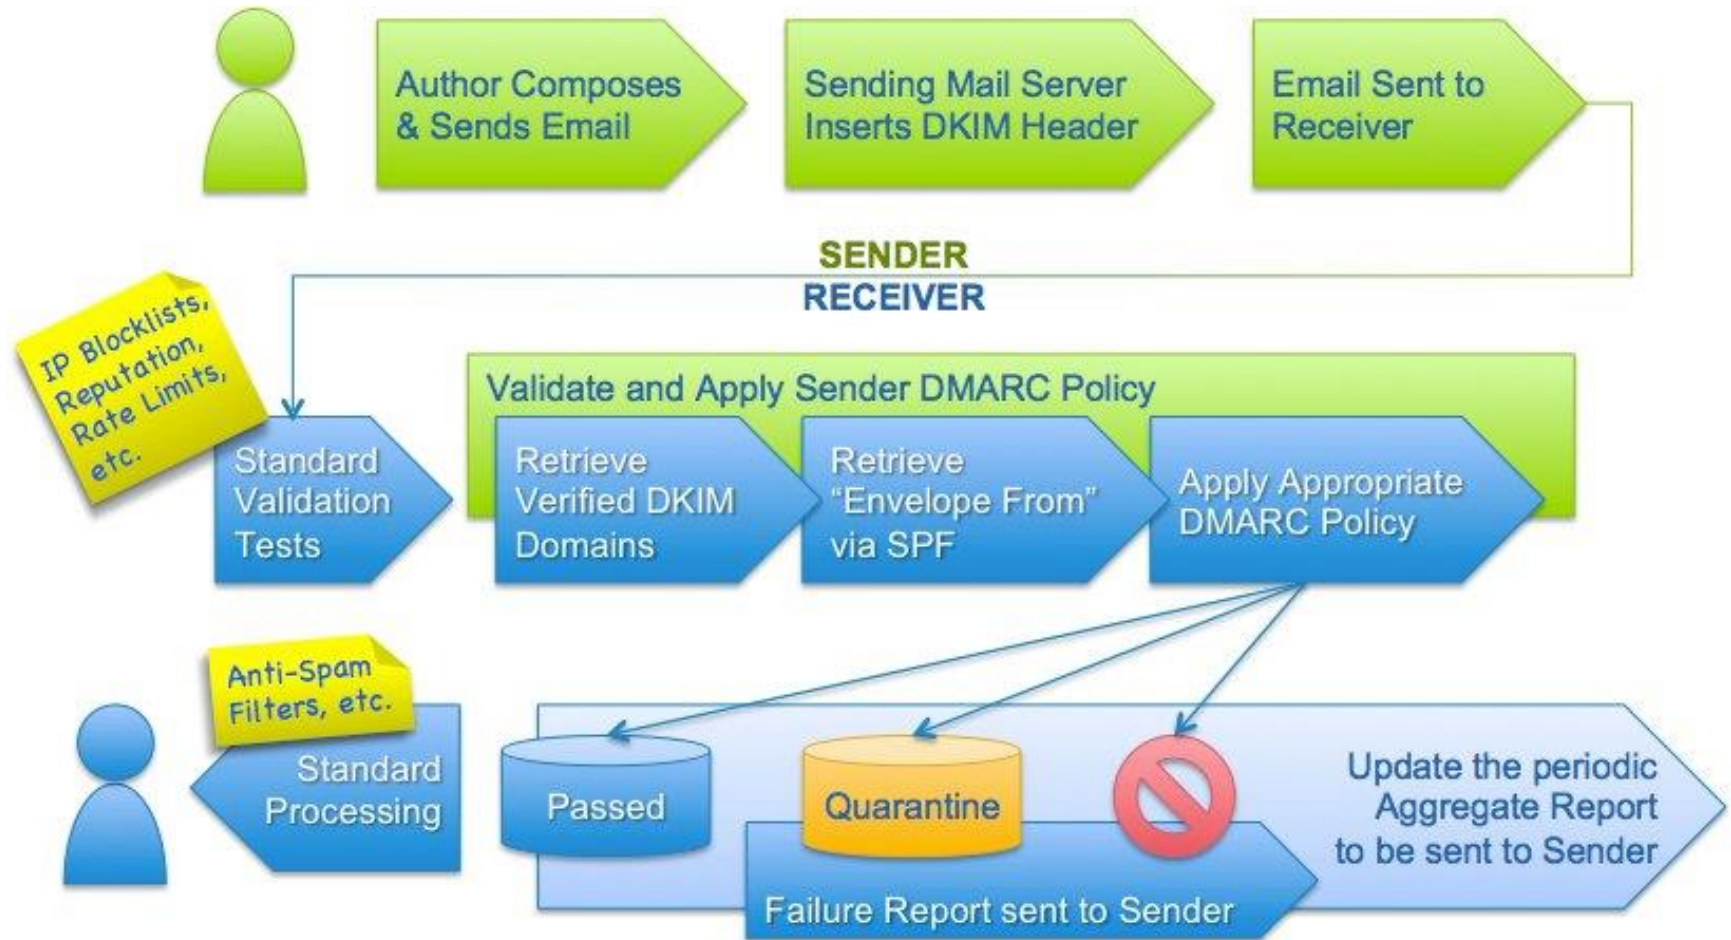 Author Composes
& Sends Email
Sending Mail Server
Inserts DKIM Header
Email Sent to
Receiver
SENDER
RECEIVER
IP Blocklists,
Reputation,
Rate Limits,
etc.
Validate and Apply Sender DMARC Policy
Standard
Validation
Tests
Retrieve
Verified DKIM
Domains
Retrieve
“Envelope From”
via SPF
Apply Appropriate
DMARC Policy
Anti-Spam
Filters, etc.
Standard
Processing
Passed
Quarantine
Update the periodic
Aggregate Report
to be sent to Sender
Failure Report sent to Sender